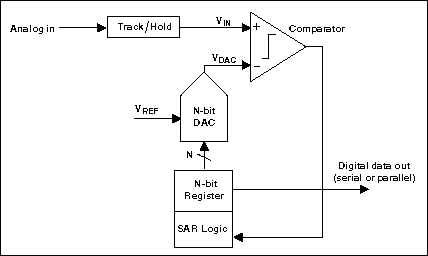 Analog in
Track/Hold
VIN
Comparator
+
−
VDAC
N-bit
DAC
VREF
N
N-bit
Register
Digital data out
(serial or parallel)
SAR Logic